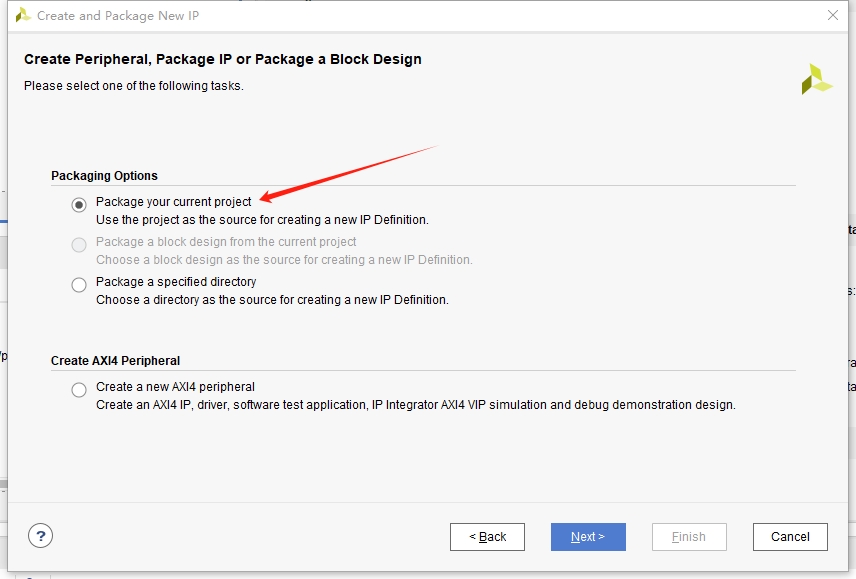 Create and Package New IP
Create Peripheral, Package IP or Package a Block Design
Please select one of the following tasks.
Packaging Options
Package your current project
Use the project as the source for creating a new IP Definition.
Package a block design from the current project
Choose a block design as the source for creating a new IP Definition.
Package a specified directory
Choose a directory as the source for creating a new IP Definition.
Create AXI4 Peripheral
Create a new AXI4 peripheral
Create an AXI4 IP, driver, software test application, IP Integrator AXI4 VIP simulation and debug demonstration design.
? < Back Next > Finish Cancel